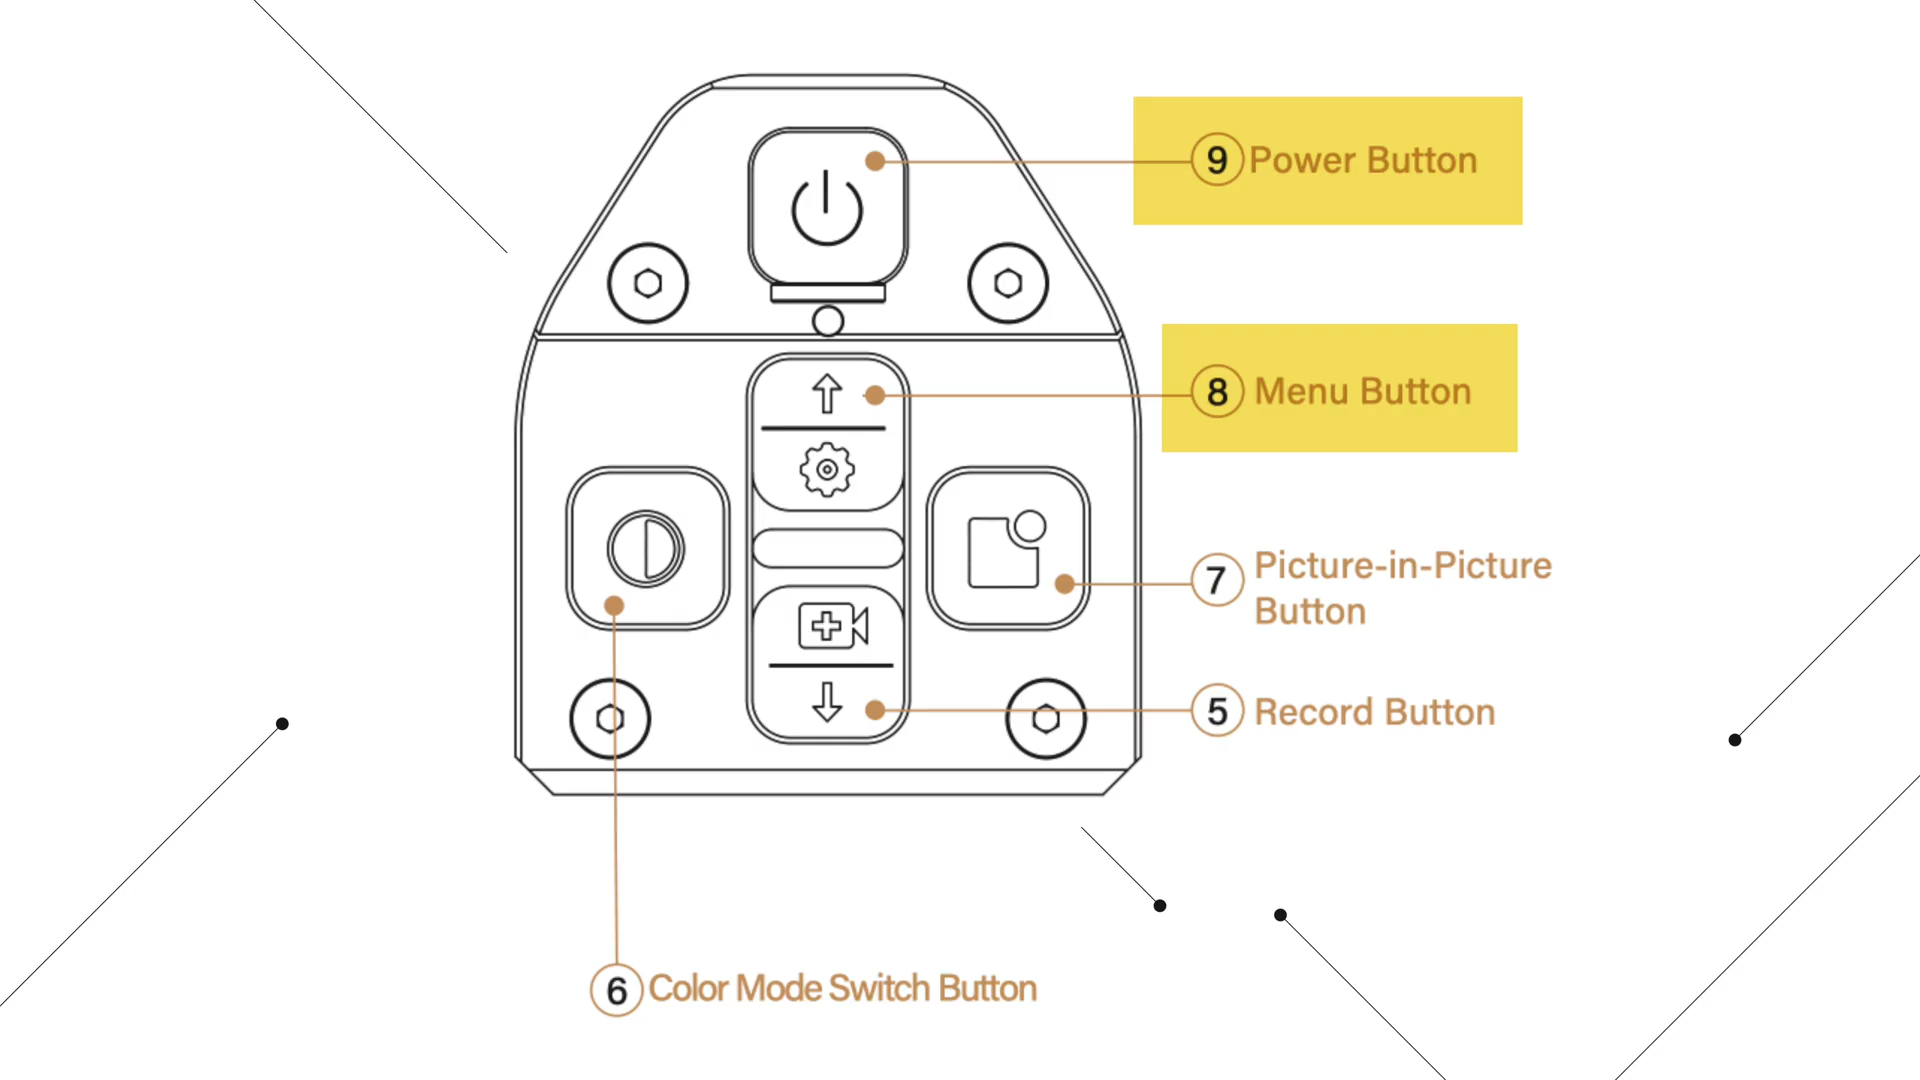 9 Power Button
8 Menu Button
7 Picture-in-Picture
Button
5 Record Button
6 Color Mode Switch Button